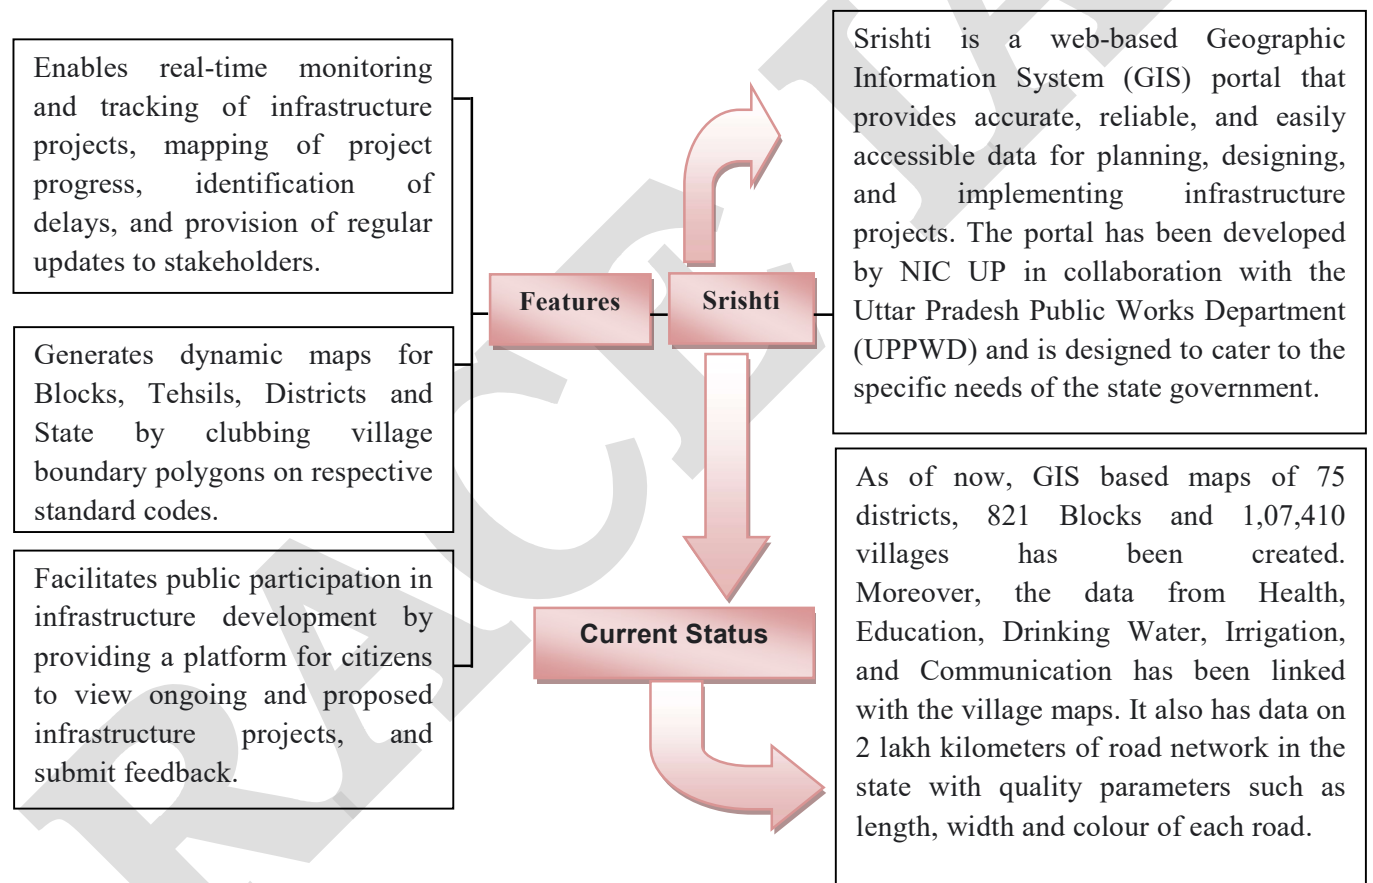 Enables real-time monitoring
and tracking of infrastructure
projects, mapping of project
progress, identification of
delays, and provision of regular
updates to stakeholders.
Generates dynamic maps for
Blocks, Tehsils, Districts and
State by clubbing village
boundary polygons on respective
standard codes.
Facilitates public participation in
infrastructure development by
providing a platform for citizens
to view ongoing and proposed
infrastructure projects, and
submit feedback.
Features
Srishti
Current Status
Srishti is a web-based Geographic
Information System (GIS) portal that
provides accurate, reliable, and easily
accessible data for planning, designing,
and implementing infrastructure
projects. The portal has been developed
by NIC UP in collaboration with the
Uttar Pradesh Public Works Department
(UPPWD) and is designed to cater to the
specific needs of the state government.
As of now, GIS based maps of 75
districts, 821 Blocks and 1,07,410
villages has been created.
Moreover, the data from Health,
Education, Drinking Water, Irrigation,
and Communication has been linked
with the village maps. It also has data on
2 lakh kilometers of road network in the
state with quality parameters such as
length, width and colour of each road.
RACE IA